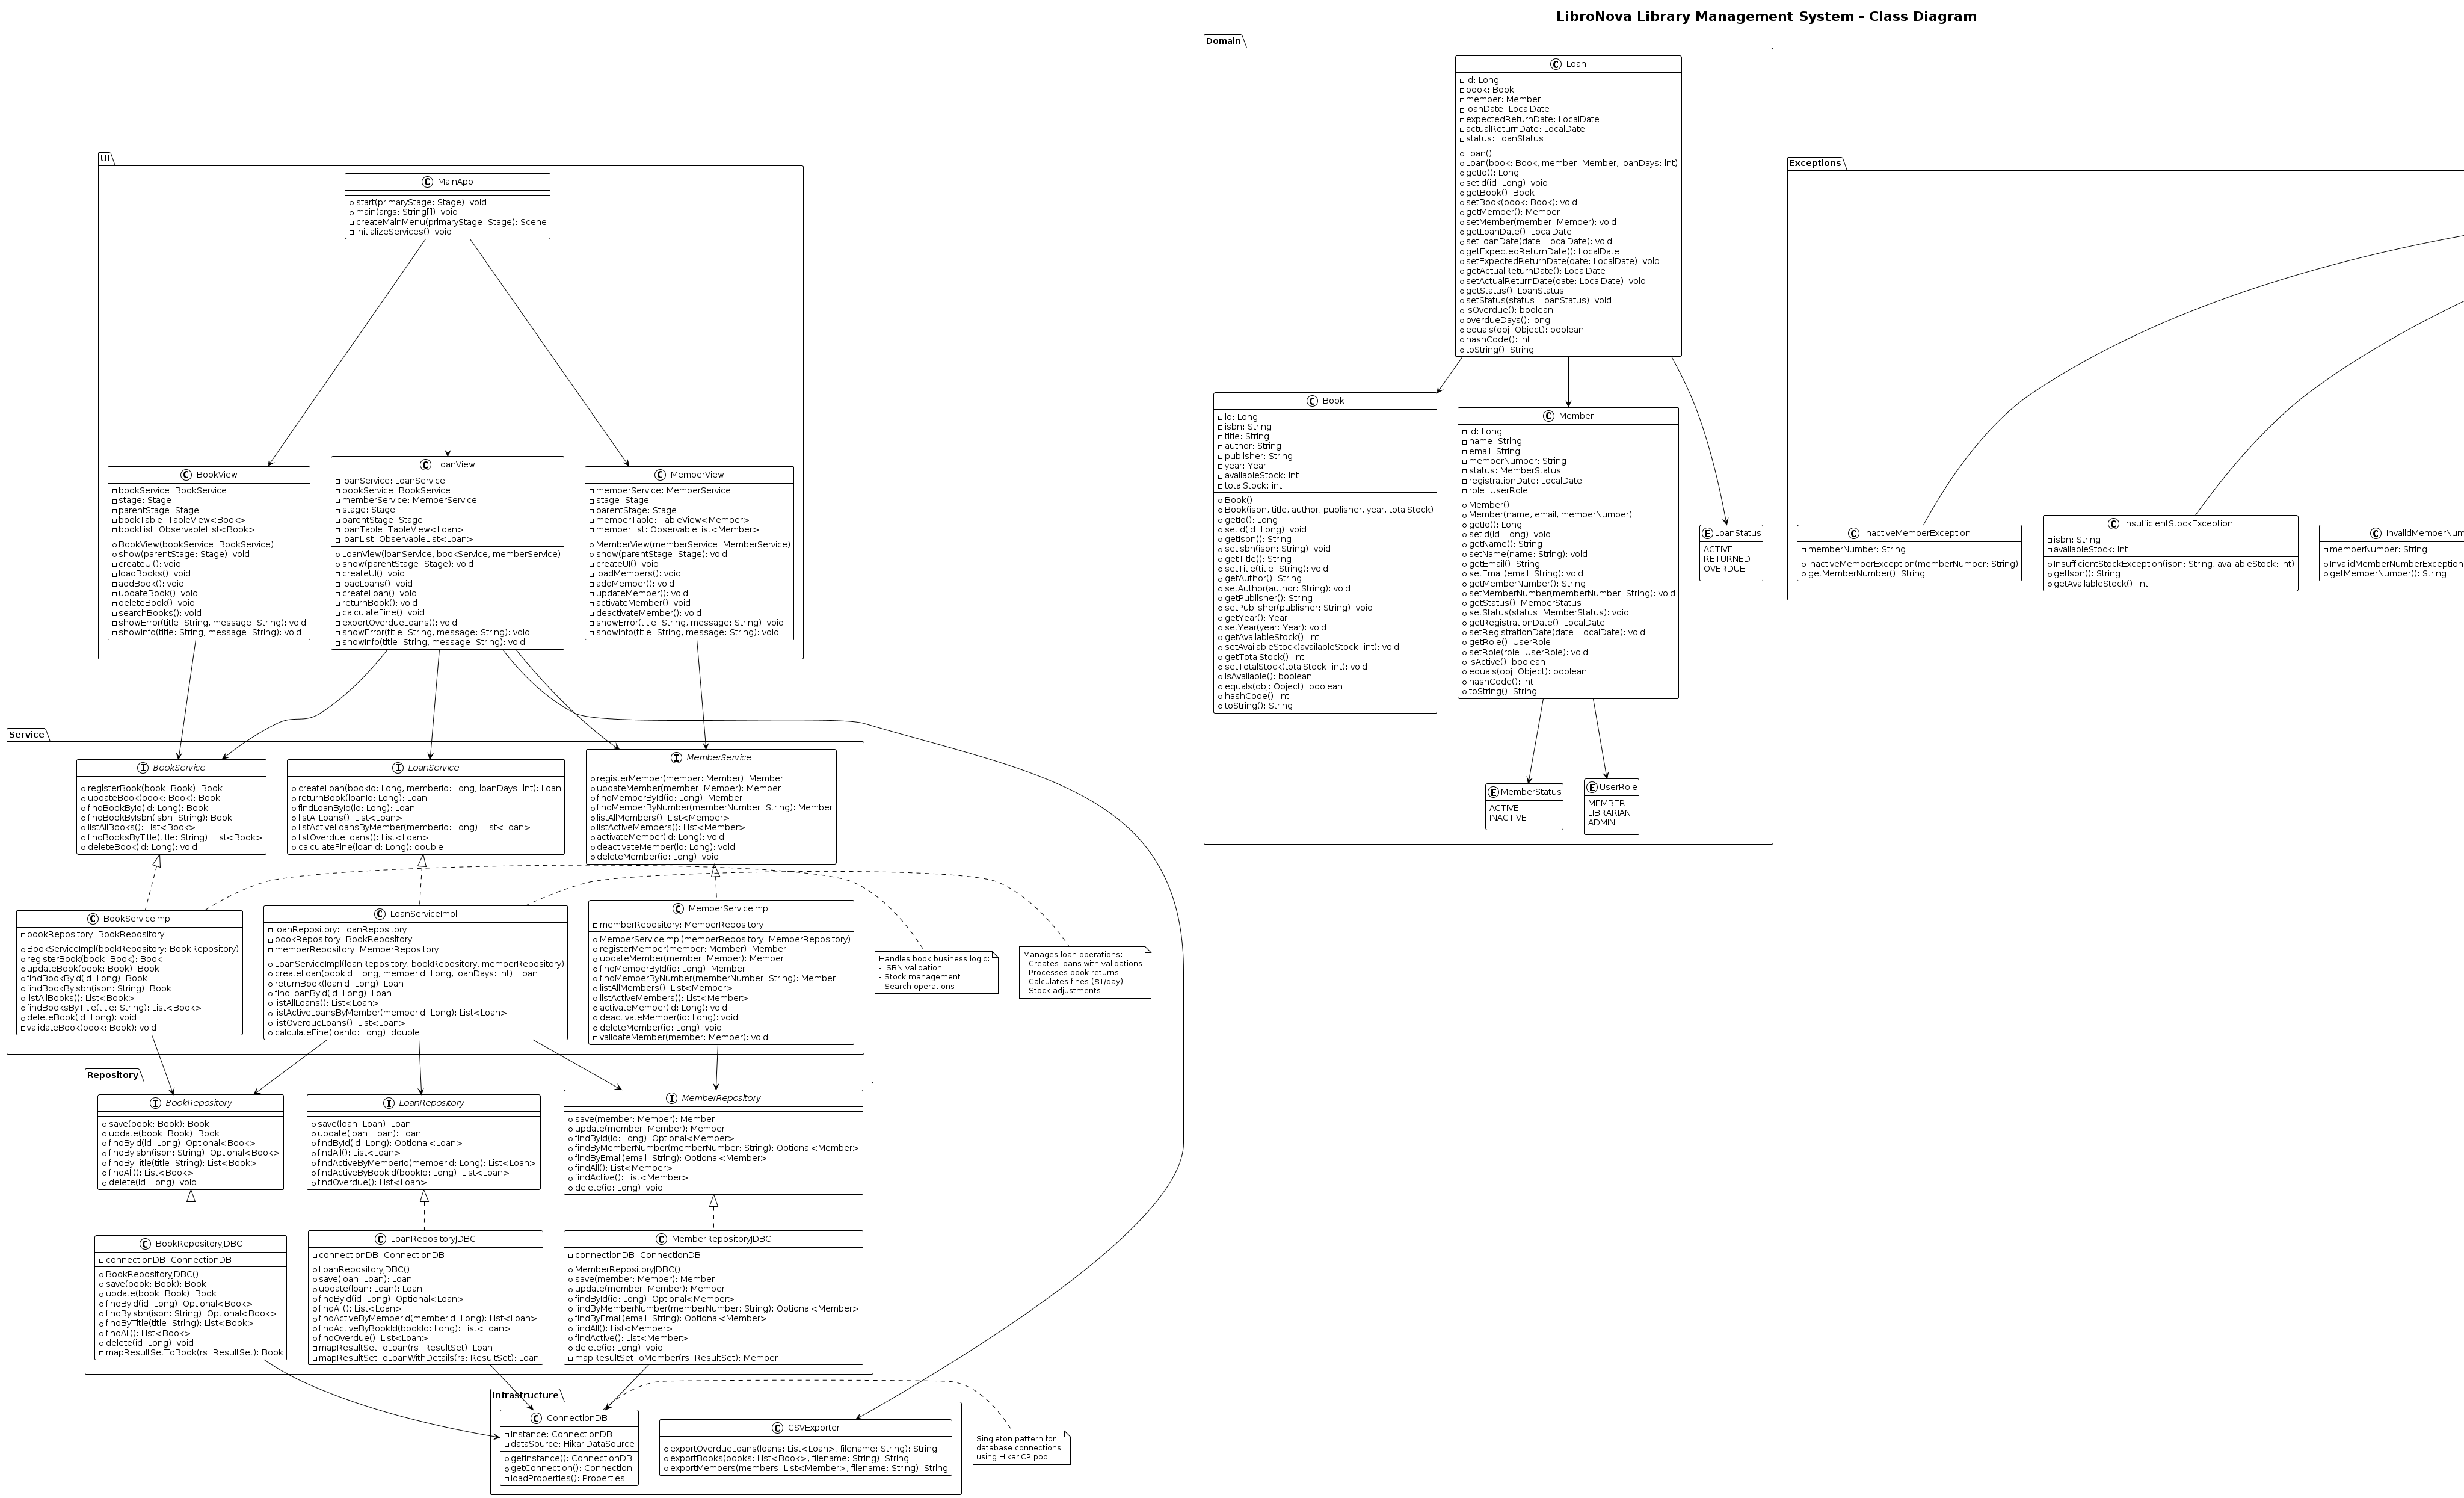 LibroNova Library Management System - Class Diagram
UI
MainApp
start(primaryStage: Stage): void
main(args: String[]): void
createMainMenu(primaryStage: Stage): Scene
initializeServices(): void
BookView
bookService: BookService
stage: Stage
parentStage: Stage
bookTable: TableView<Book>
bookList: ObservableList<Book>
BookView(bookService: BookService)
show(parentStage: Stage): void
createUI(): void
loadBooks(): void
addBook(): void
updateBook(): void
deleteBook(): void
searchBooks(): void
showError(title: String, message: String): void
showInfo(title: String, message: String): void
LoanView
loanService: LoanService
bookService: BookService
memberService: MemberService
stage: Stage
parentStage: Stage
loanTable: TableView<Loan>
loanList: ObservableList<Loan>
LoanView(loanService, bookService, memberService)
show(parentStage: Stage): void
createUI(): void
loadLoans(): void
createLoan(): void
returnBook(): void
calculateFine(): void
exportOverdueLoans(): void
showError(title: String, message: String): void
showInfo(title: String, message: String): void
MemberView
memberService: MemberService
stage: Stage
parentStage: Stage
memberTable: TableView<Member>
memberList: ObservableList<Member>
MemberView(memberService: MemberService)
show(parentStage: Stage): void
createUI(): void
loadMembers(): void
addMember(): void
updateMember(): void
activateMember(): void
deactivateMember(): void
showError(title: String, message: String): void
showInfo(title: String, message: String): void
Service
BookService
registerBook(book: Book): Book
updateBook(book: Book): Book
findBookById(id: Long): Book
findBookByIsbn(isbn: String): Book
listAllBooks(): List<Book>
findBooksByTitle(title: String): List<Book>
deleteBook(id: Long): void
LoanService
createLoan(bookId: Long, memberId: Long, loanDays: int): Loan
returnBook(loanId: Long): Loan
findLoanById(id: Long): Loan
listAllLoans(): List<Loan>
listActiveLoansByMember(memberId: Long): List<Loan>
listOverdueLoans(): List<Loan>
calculateFine(loanId: Long): double
MemberService
registerMember(member: Member): Member
updateMember(member: Member): Member
findMemberById(id: Long): Member
findMemberByNumber(memberNumber: String): Member
listAllMembers(): List<Member>
listActiveMembers(): List<Member>
activateMember(id: Long): void
deactivateMember(id: Long): void
deleteMember(id: Long): void
BookServiceImpl
bookRepository: BookRepository
BookServiceImpl(bookRepository: BookRepository)
registerBook(book: Book): Book
updateBook(book: Book): Book
findBookById(id: Long): Book
findBookByIsbn(isbn: String): Book
listAllBooks(): List<Book>
findBooksByTitle(title: String): List<Book>
deleteBook(id: Long): void
validateBook(book: Book): void
LoanServiceImpl
loanRepository: LoanRepository
bookRepository: BookRepository
memberRepository: MemberRepository
LoanServiceImpl(loanRepository, bookRepository, memberRepository)
createLoan(bookId: Long, memberId: Long, loanDays: int): Loan
returnBook(loanId: Long): Loan
findLoanById(id: Long): Loan
listAllLoans(): List<Loan>
listActiveLoansByMember(memberId: Long): List<Loan>
listOverdueLoans(): List<Loan>
calculateFine(loanId: Long): double
MemberServiceImpl
memberRepository: MemberRepository
MemberServiceImpl(memberRepository: MemberRepository)
registerMember(member: Member): Member
updateMember(member: Member): Member
findMemberById(id: Long): Member
findMemberByNumber(memberNumber: String): Member
listAllMembers(): List<Member>
listActiveMembers(): List<Member>
activateMember(id: Long): void
deactivateMember(id: Long): void
deleteMember(id: Long): void
validateMember(member: Member): void
Handles book business logic:
- ISBN validation
- Stock management
- Search operations
Manages loan operations:
- Creates loans with validations
- Processes book returns
- Calculates fines ($1/day)
- Stock adjustments
Repository
BookRepository
save(book: Book): Book
update(book: Book): Book
findById(id: Long): Optional<Book>
findByIsbn(isbn: String): Optional<Book>
findByTitle(title: String): List<Book>
findAll(): List<Book>
delete(id: Long): void
LoanRepository
save(loan: Loan): Loan
update(loan: Loan): Loan
findById(id: Long): Optional<Loan>
findAll(): List<Loan>
findActiveByMemberId(memberId: Long): List<Loan>
findActiveByBookId(bookId: Long): List<Loan>
findOverdue(): List<Loan>
MemberRepository
save(member: Member): Member
update(member: Member): Member
findById(id: Long): Optional<Member>
findByMemberNumber(memberNumber: String): Optional<Member>
findByEmail(email: String): Optional<Member>
findAll(): List<Member>
findActive(): List<Member>
delete(id: Long): void
BookRepositoryJDBC
connectionDB: ConnectionDB
BookRepositoryJDBC()
save(book: Book): Book
update(book: Book): Book
findById(id: Long): Optional<Book>
findByIsbn(isbn: String): Optional<Book>
findByTitle(title: String): List<Book>
findAll(): List<Book>
delete(id: Long): void
mapResultSetToBook(rs: ResultSet): Book
LoanRepositoryJDBC
connectionDB: ConnectionDB
LoanRepositoryJDBC()
save(loan: Loan): Loan
update(loan: Loan): Loan
findById(id: Long): Optional<Loan>
findAll(): List<Loan>
findActiveByMemberId(memberId: Long): List<Loan>
findActiveByBookId(bookId: Long): List<Loan>
findOverdue(): List<Loan>
mapResultSetToLoan(rs: ResultSet): Loan
mapResultSetToLoanWithDetails(rs: ResultSet): Loan
MemberRepositoryJDBC
connectionDB: ConnectionDB
MemberRepositoryJDBC()
save(member: Member): Member
update(member: Member): Member
findById(id: Long): Optional<Member>
findByMemberNumber(memberNumber: String): Optional<Member>
findByEmail(email: String): Optional<Member>
findAll(): List<Member>
findActive(): List<Member>
delete(id: Long): void
mapResultSetToMember(rs: ResultSet): Member
Infrastructure
ConnectionDB
instance: ConnectionDB
dataSource: HikariDataSource
getInstance(): ConnectionDB
getConnection(): Connection
loadProperties(): Properties
CSVExporter
exportOverdueLoans(loans: List<Loan>, filename: String): String
exportBooks(books: List<Book>, filename: String): String
exportMembers(members: List<Member>, filename: String): String
Singleton pattern for
database connections
using HikariCP pool
Domain
Loan
id: Long
book: Book
member: Member
loanDate: LocalDate
expectedReturnDate: LocalDate
actualReturnDate: LocalDate
status: LoanStatus
Loan()
Loan(book: Book, member: Member, loanDays: int)
getId(): Long
setId(id: Long): void
getBook(): Book
setBook(book: Book): void
getMember(): Member
setMember(member: Member): void
getLoanDate(): LocalDate
setLoanDate(date: LocalDate): void
getExpectedReturnDate(): LocalDate
setExpectedReturnDate(date: LocalDate): void
getActualReturnDate(): LocalDate
setActualReturnDate(date: LocalDate): void
getStatus(): LoanStatus
setStatus(status: LoanStatus): void
isOverdue(): boolean
overdueDays(): long
equals(obj: Object): boolean
hashCode(): int
toString(): String
Book
id: Long
isbn: String
title: String
author: String
publisher: String
year: Year
availableStock: int
totalStock: int
Book()
Book(isbn, title, author, publisher, year, totalStock)
getId(): Long
setId(id: Long): void
getIsbn(): String
setIsbn(isbn: String): void
getTitle(): String
setTitle(title: String): void
getAuthor(): String
setAuthor(author: String): void
getPublisher(): String
setPublisher(publisher: String): void
getYear(): Year
setYear(year: Year): void
getAvailableStock(): int
setAvailableStock(availableStock: int): void
getTotalStock(): int
setTotalStock(totalStock: int): void
isAvailable(): boolean
equals(obj: Object): boolean
hashCode(): int
toString(): String
Member
id: Long
name: String
email: String
memberNumber: String
status: MemberStatus
registrationDate: LocalDate
role: UserRole
Member()
Member(name, email, memberNumber)
getId(): Long
setId(id: Long): void
getName(): String
setName(name: String): void
getEmail(): String
setEmail(email: String): void
getMemberNumber(): String
setMemberNumber(memberNumber: String): void
getStatus(): MemberStatus
setStatus(status: MemberStatus): void
getRegistrationDate(): LocalDate
setRegistrationDate(date: LocalDate): void
getRole(): UserRole
setRole(role: UserRole): void
isActive(): boolean
equals(obj: Object): boolean
hashCode(): int
toString(): String
LoanStatus
ACTIVE
RETURNED
OVERDUE
MemberStatus
ACTIVE
INACTIVE
UserRole
MEMBER
LIBRARIAN
ADMIN
Exceptions
InactiveMemberException
memberNumber: String
InactiveMemberException(memberNumber: String)
getMemberNumber(): String
InsufficientStockException
isbn: String
availableStock: int
InsufficientStockException(isbn: String, availableStock: int)
getIsbn(): String
getAvailableStock(): int
InvalidMemberNum
memberNumber: String
InvalidMemberNumberException
getMemberNumber(): String